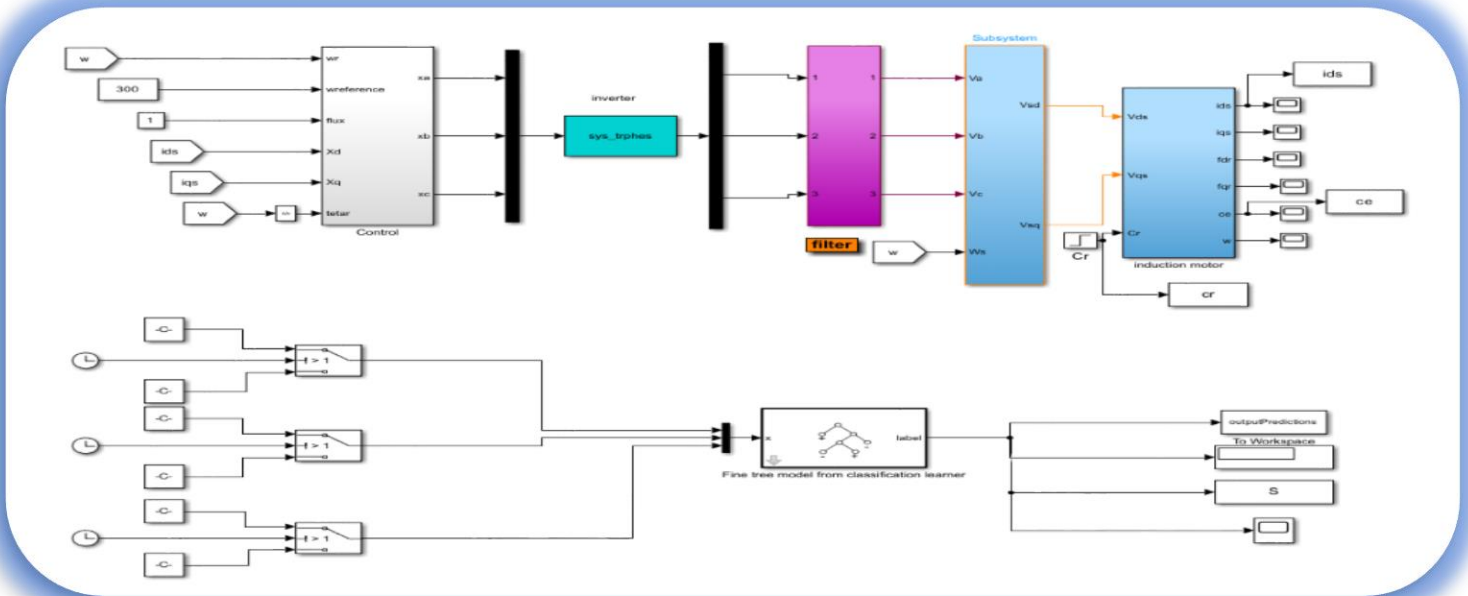 w
300
1
ids
iqs
w
wr
wreference
flux
Xd
Xq
tetar
xa
xb
xc
Control
inverter
sys_trphes
1
2
3
1
2
3
filter
w
Subsystem
Va
Vb
Vc
Ws
Vsd
Vsq
Cr
cr
Vds
Vqs
Cr
ids
iqs
fdr
fqr
ce
w
induction motor
ids
ce
-C-
-C-
> 1
-C-
-C-
> 1
-C-
-C-
> 1
x
label
Fine tree model from classification learner
outputPredictions
To Workspace
S